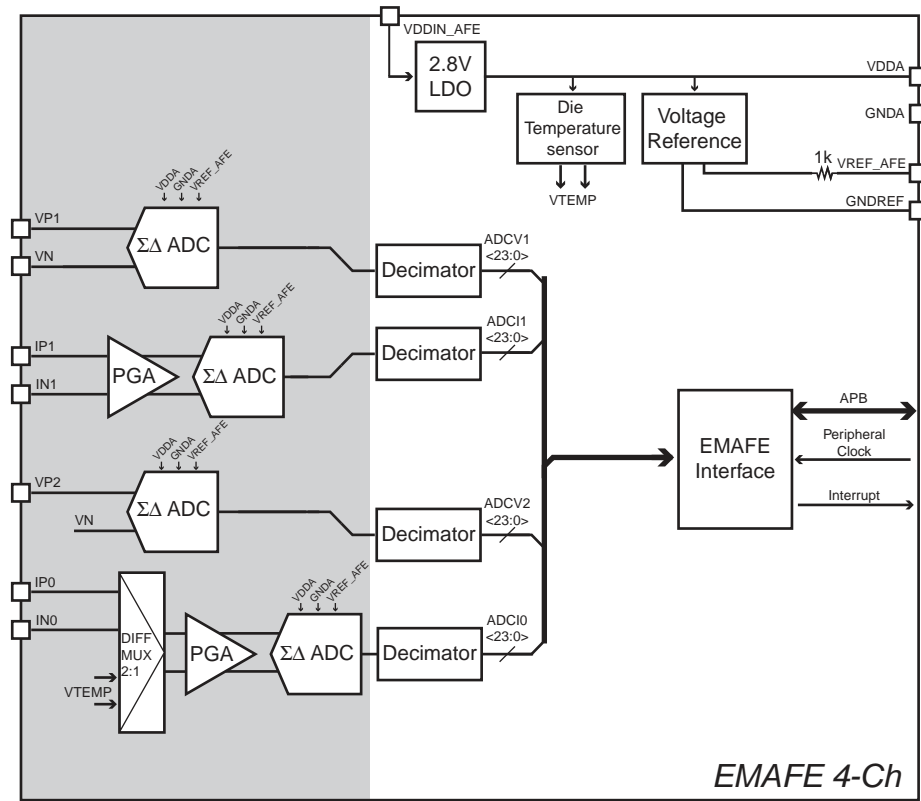 VDDIN_AFE
2.8V
LDO
VDDA
GNDA
Die
Temperature
sensor
Voltage
Reference
1k
VREF_AFE
GNDREF
VTEMP
VDDA
GNDA
VREF_AFE
VP1
VN
ΣΔ ADC
Decimator
ADCV1
<23:0>
VDDA
GNDA
VREF_AFE
IP1
IN1
PGA
ΣΔ ADC
Decimator
ADCI1
<23:0>
EMAFE
Interface
APB
Peripheral
Clock
Interrupt
VDDA
GNDA
VREF_AFE
VP2
VN
ΣΔ ADC
Decimator
ADCV2
<23:0>
VDDA
GNDA
VREF_AFE
IP0
IN0
DIFF
MUX
2:1
VTEMP
PGA
ΣΔ ADC
Decimator
ADCI0
<23:0>
EMAFE 4-Ch